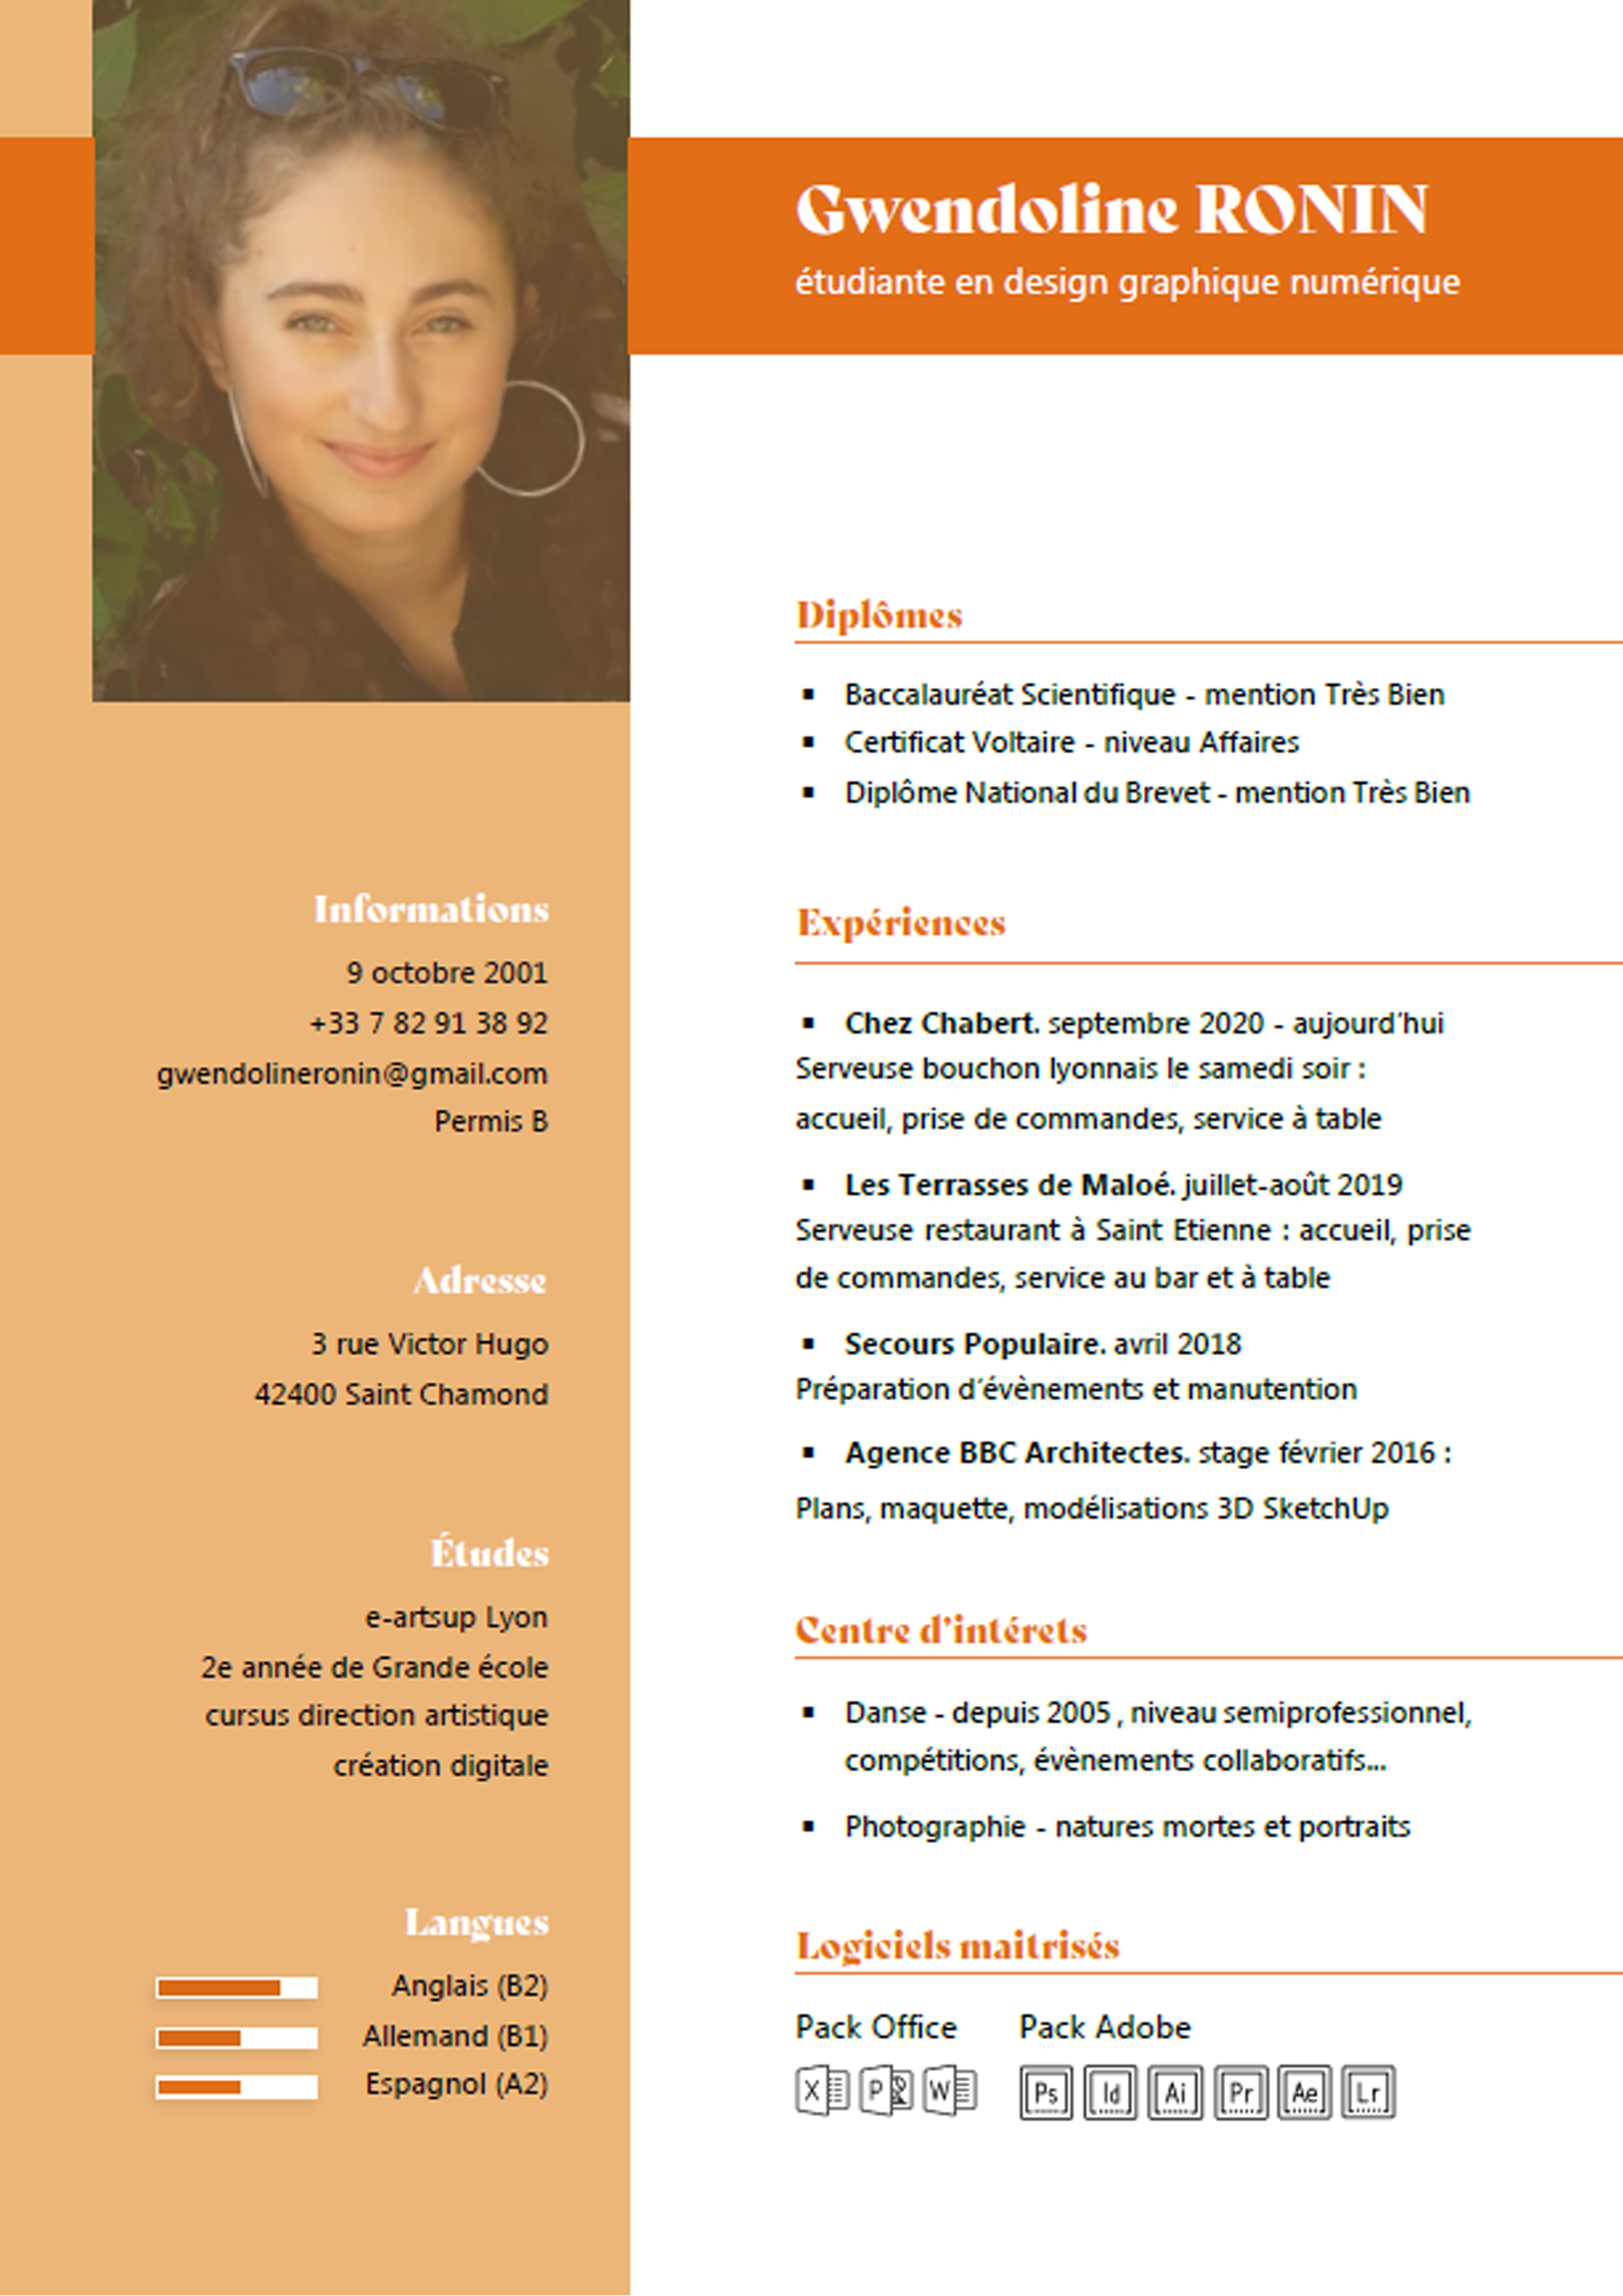 Gwendoline RONIN
étudiante en design graphique numérique
Informations
9 octobre 2001
+33 7 82 91 38 92
gwendolineronin@gmail.com
Permis B
Adresse
3 rue Victor Hugo
42400 Saint Chamond
Études
e-artsup Lyon
2e année de Grande école
cursus direction artistique
création digitale
Langues
Anglais (B2)
Allemand (B1)
Espagnol (A2)
Diplômes
▪ Baccalauréat Scientifique - mention Très Bien
▪ Certificat Voltaire - niveau Affaires
▪ Diplôme National du Brevet - mention Très Bien
Expériences
▪ Chez Chabert. septembre 2020 - aujourd'hui
Serveuse bouchon lyonnais le samedi soir :
accueil, prise de commandes, service à table
▪ Les Terrasses de Maloé. juillet-août 2019
Serveuse restaurant à Saint Etienne : accueil, prise
de commandes, service au bar et à table
▪ Secours Populaire. avril 2018
Préparation d'évènements et manutention
▪ Agence BBC Architectes. stage février 2016 :
Plans, maquette, modélisations 3D SketchUp
Centre d'intérets
▪ Danse - depuis 2005 , niveau semiprofessionnel,
compétitions, évènements collaboratifs...
▪ Photographie - natures mortes et portraits
Logiciels maitrisés
Pack Office Pack Adobe
X P W Ps Id Ai Pr Ae Lr